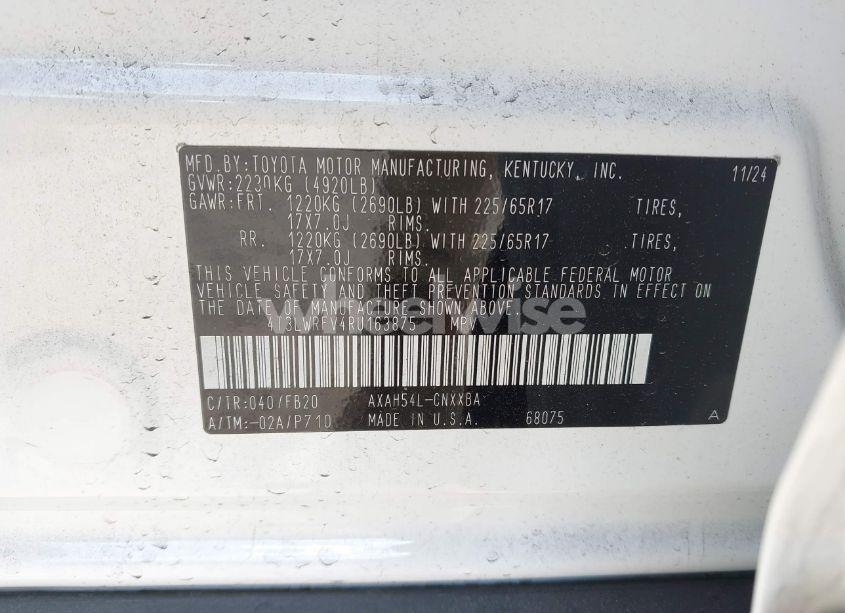 MFD.BY:TOYOTA MOTOR MANUFACTURING, KENTUCKY, INC. 11/24
GVWR:2230KG (4920LB)
GAWR:FRT. 1220KG (2690LB) WITH 225/65R17 TIRES,
17X7.0J RIMS.
RR. 1220KG (2690LB) WITH 225/65R17 TIRES,
17X7.0J RIMS.
THIS VEHICLE CONFORMS TO ALL APPLICABLE FEDERAL MOTOR
VEHICLE SAFETY AND THEFT PREVENTION STANDARDS IN EFFECT ON
THE DATE OF MANUFACTURE SHOWN ABOVE.
wheelwise
4T3LWRFV4RU163875 MPV
C/TR:040/FB20 AXAH54L-CNXXBA
A/TM:-02A/P710 MADE IN U.S.A. 68075 A